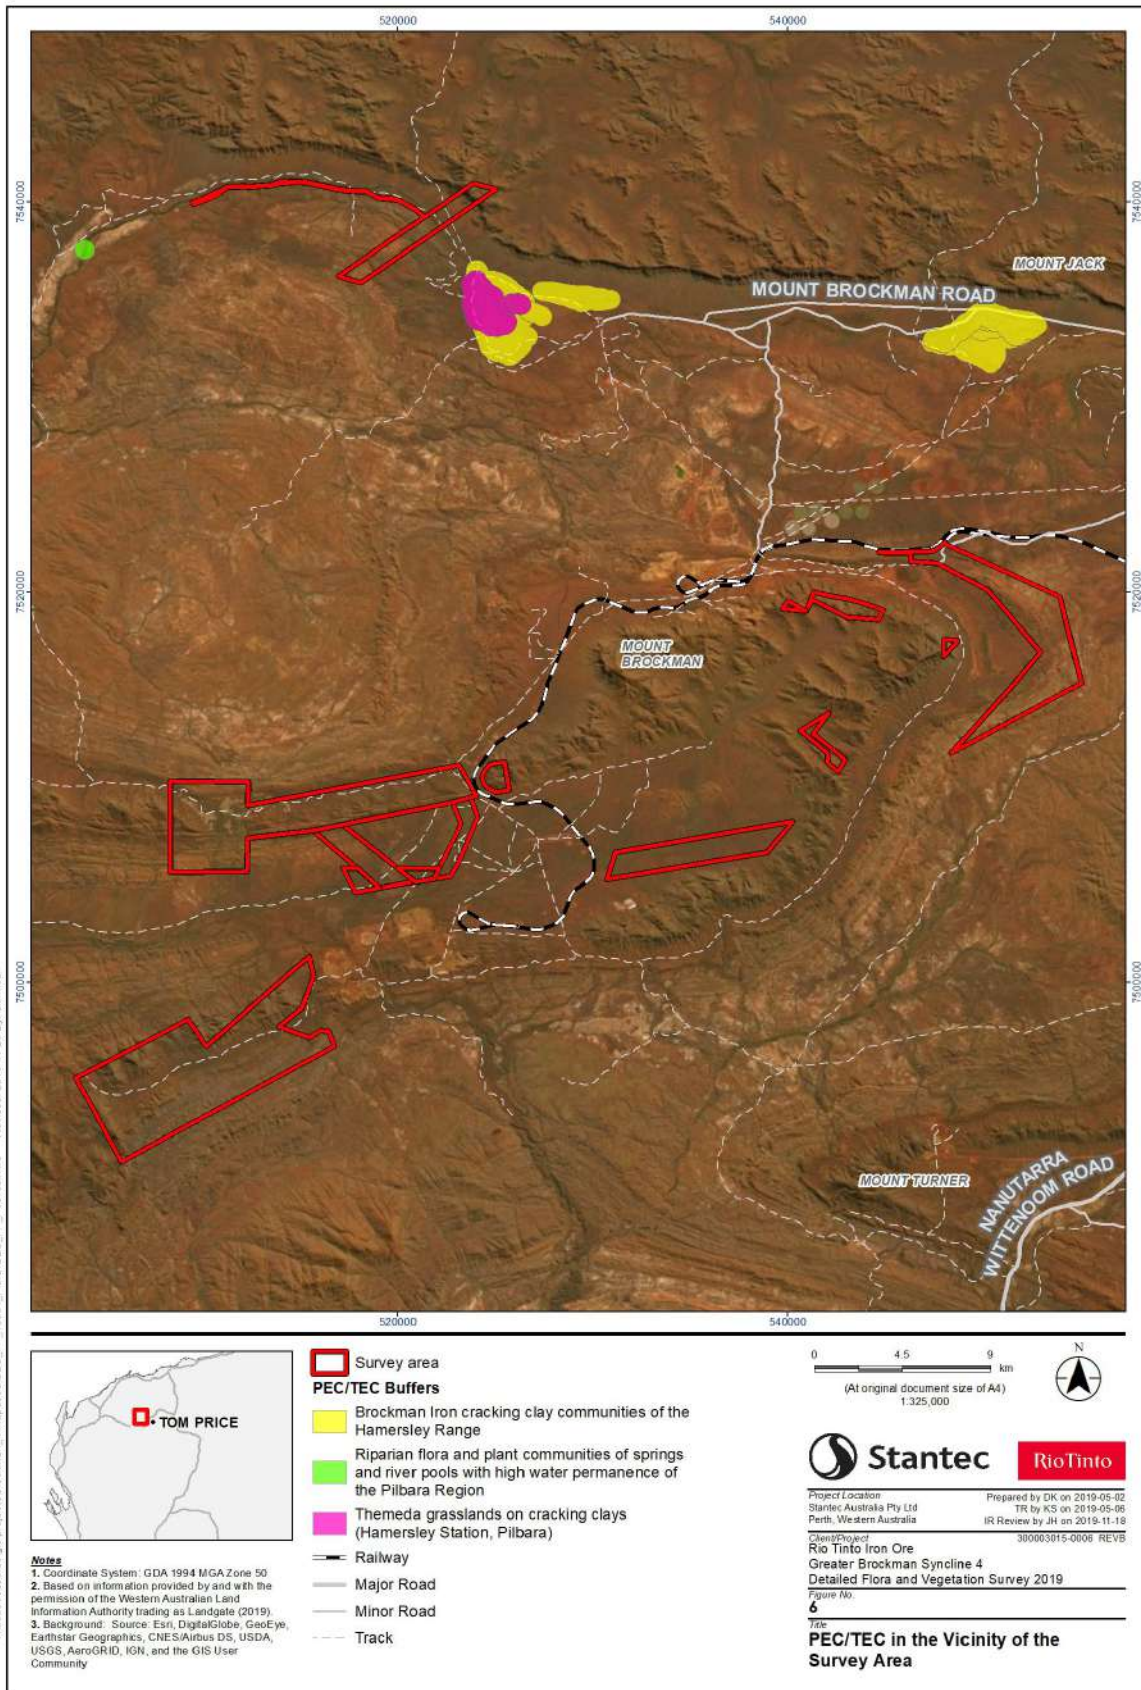 520000
540000
7540000
7540000
MOUNT JACK
MOUNT BROCKMAN ROAD
7520000
7520000
MOUNT
BROCKMAN
7500000
7500000
MOUNT TURNER
NANUTARRA
WITTENOOM ROAD
520000
540000
TOM PRICE
Notes
1. Coordinate System: GDA 1994 MGA Zone 50
2. Based on information provided by and with the
permission of the Western Australian Land
Information Authority trading as Landgate (2019).
3. Background: Source: Esri, DigitalGlobe, GeoEye,
Earthstar Geographics, CNES/Airbus DS, USDA,
USGS, AeroGRID, IGN, and the GIS User
Community
Survey area
PEC/TEC Buffers
Brockman Iron cracking clay communities of the
Hamersley Range
Riparian flora and plant communities of springs
and river pools with high water permanence of
the Pilbara Region
Themeda grasslands on cracking clays
(Hamersley Station, Pilbara)
Railway
Major Road
Minor Road
Track
0 4.5 9
km
(At original document size of A4)
1:325,000
N
Stantec
RioTinto
Project Location
Stantec Australia Pty Ltd
Perth, Western Australia
Prepared by DK on 2019-05-02
TR by KS on 2019-05-06
IR Review by JH on 2019-11-18
Client/Project
300003015-0006 REVB
Rio Tinto Iron Ore
Greater Brockman Syncline 4
Detailed Flora and Vegetation Survey 2019
Figure No.
6
Title
PEC/TEC in the Vicinity of the
Survey Area